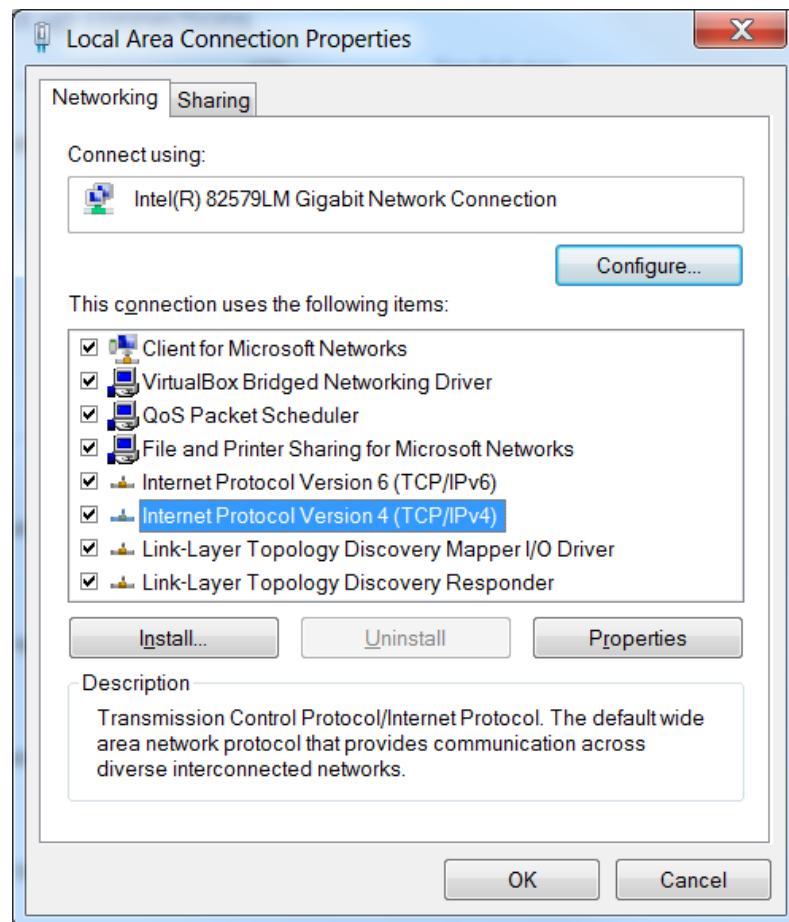 Local Area Connection Properties
Networking
Sharing
Connect using:
Intel(R) 82579LM Gigabit Network Connection
Configure...
This connection uses the following items:
Client for Microsoft Networks
VirtualBox Bridged Networking Driver
QoS Packet Scheduler
File and Printer Sharing for Microsoft Networks
Internet Protocol Version 6 (TCP/IPv6)
Internet Protocol Version 4 (TCP/IPv4)
Link-Layer Topology Discovery Mapper I/O Driver
Link-Layer Topology Discovery Responder
Install...
Uninstall
Properties
Description
Transmission Control Protocol/Internet Protocol. The default wide
area network protocol that provides communication across
diverse interconnected networks.
OK
Cancel